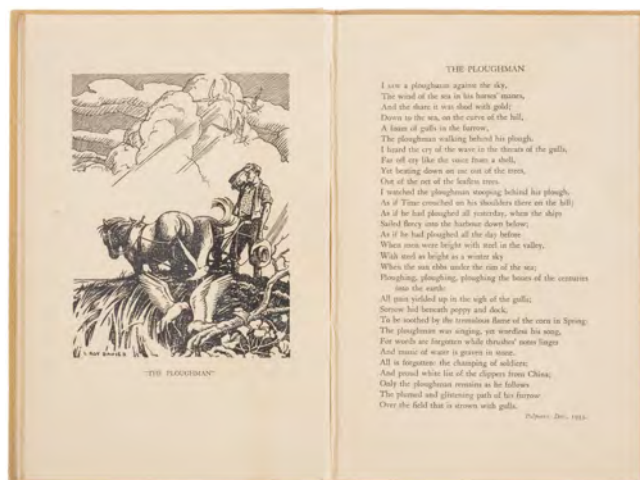 L. ROY DAVIES
"THE PLOUGHMAN"
THE PLOUGHMAN
I saw a ploughman against the sky,
The wind of the sea in his horses' manes,
And the share it was shod with gold;
Down to the sea, on the curve of the hill,
A foam of gulls in the furrow,
The ploughman walking behind his plough.
I heard the cry of the wave in the throats of the gulls,
Far off cry like the voice from a shell,
Yet beating down on me out of the trees,
Out of the net of the leafless trees.
I watched the ploughman stooping behind his plough,
As if Time crouched on his shoulders there on the hill;
As if he had ploughed all yesterday, when the ships
Sailed fleecy into the harbour down below;
As if he had ploughed all the day before
When men were bright with steel in the valley,
With steel as bright as a winter sky
When the sun ebbs under the rim of the sea;
Ploughing, ploughing, ploughing the bones of the centuries
into the earth:
All pain yielded up in the sigh of the gulls;
Sorrow hid beneath poppy and dock,
To be soothed by the tremulous flame of the corn in Spring:
The ploughman was singing, yet wordless his song,
For words are forgotten while thrushes' notes linger
And music of water is graven in stone.
All is forgotten: the champing of soldiers;
And proud white lin of the clippers from China;
Only the ploughman remains as he follows
The plumed and glistening path of his furrow
Over the field that is strown with gulls.
Polperro: Dec., 1935.